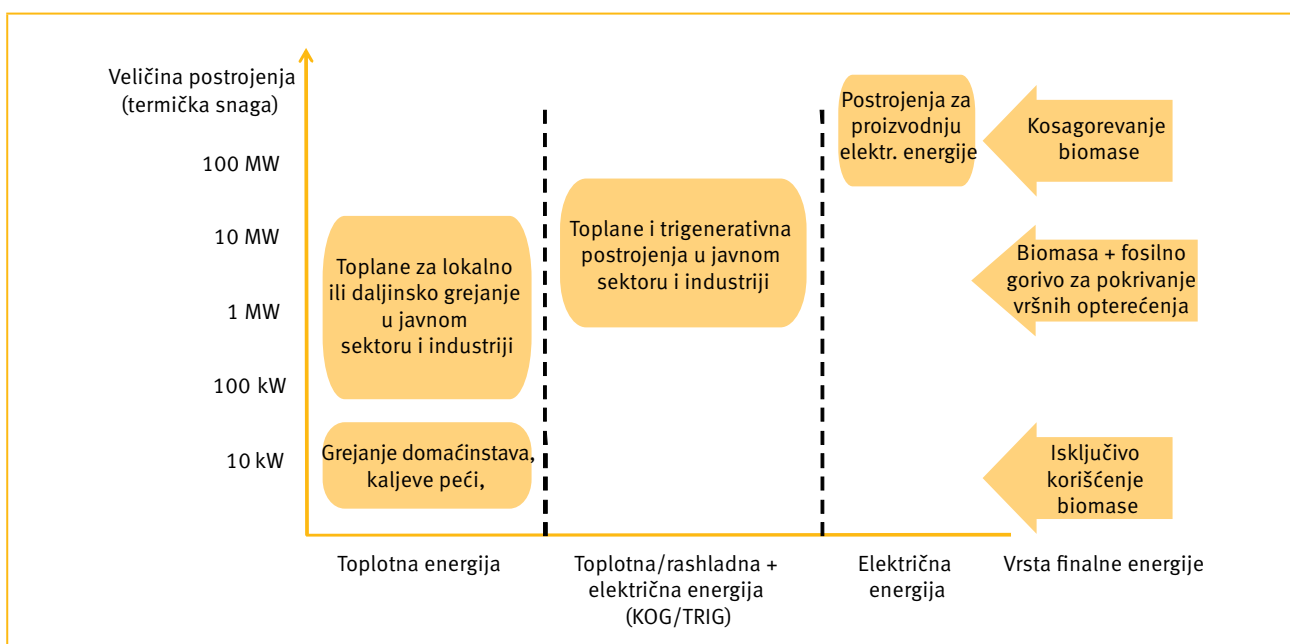 Veličina postrojenja
(termička snaga)
100 MW
10 MW
1 MW
100 kW
10 kW
Toplane za lokalno
ili daljinsko grejanje
u javnom
sektoru i industriji
Grejanje domaćinstava,
kaljeve peći,
Toplane i trigenerativna
postrojenja u javnom
sektoru i industriji
Postrojenja za
proizvodnju
elektr. energije
Kosagorevanje
biomase
Biomasa + fosilno
gorivo za pokrivanje
vršnih opterećenja
Isključivo
korišćenje
biomase
Toplotna energija
Toplotna/rashladna +
električna energija
(KOG/TRIG)
Električna
energija
Vrsta finalne energije